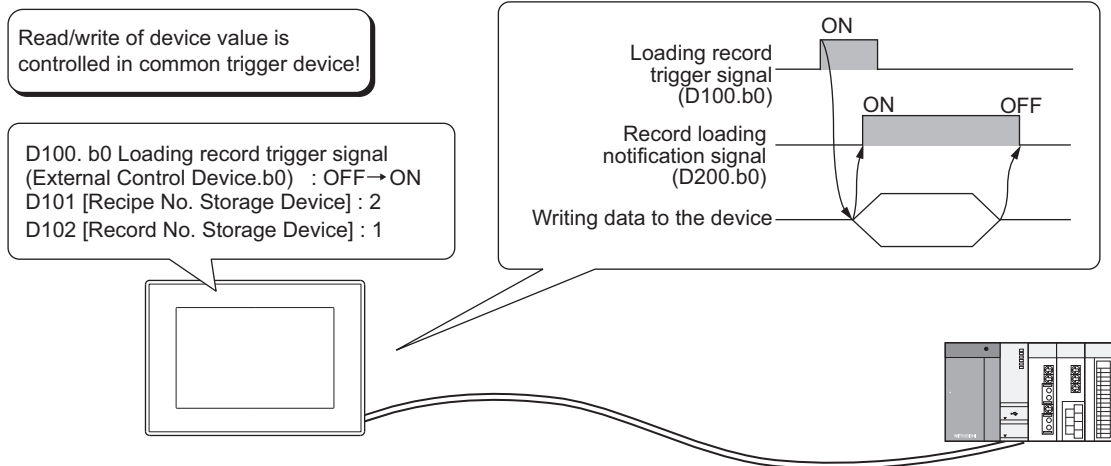 Read/write of device value is
controlled in common trigger device!
D100. b0 Loading record trigger signal
(External Control Device.b0) : OFF→ON
D101 [Recipe No. Storage Device] : 2
D102 [Record No. Storage Device] : 1
ON
Loading record
trigger signal
(D100.b0)
ON OFF
Record loading
notification signal
(D200.b0)
Writing data to the device